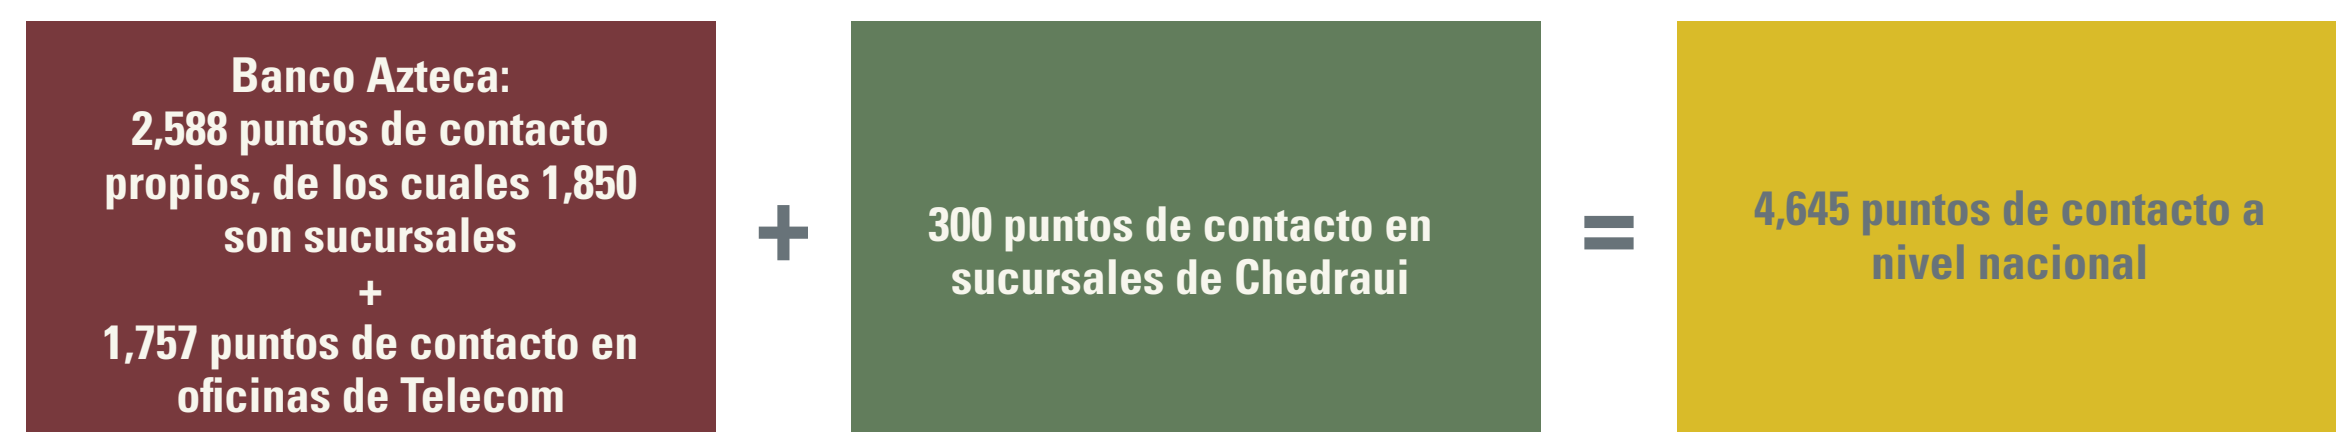 Banco Azteca:
2,588 puntos de contacto
propios, de los cuales 1,850
son sucursales
+
1,757 puntos de contacto en
oficinas de Telecom
+
300 puntos de contacto en
sucursales de Chedraui
=
4,645 puntos de contacto a
nivel nacional